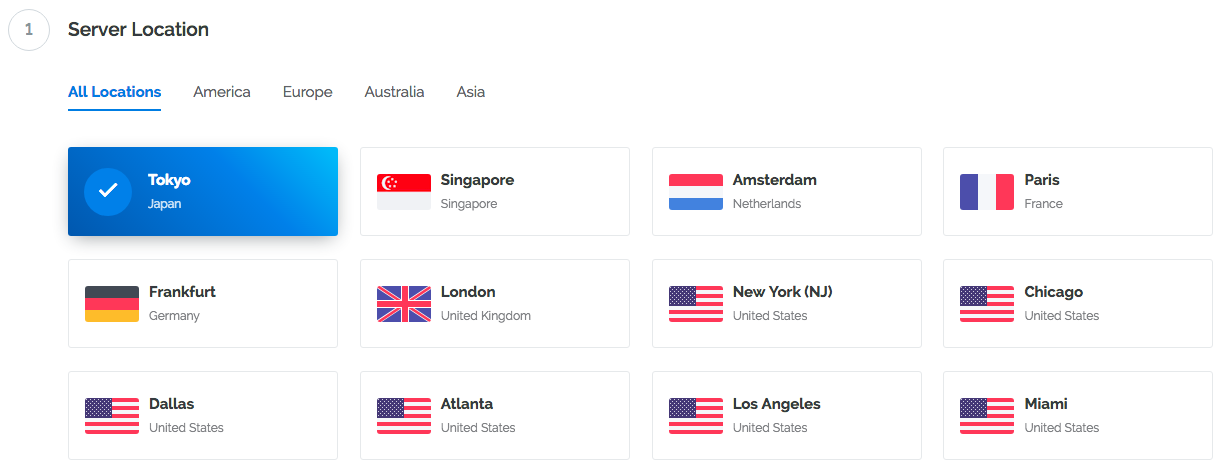 1
Server Location
All Locations America Europe Australia Asia
Tokyo
Japan
Singapore
Singapore
Amsterdam
Netherlands
Paris
France
Frankfurt
Germany
London
United Kingdom
New York (NJ)
United States
Chicago
United States
Dallas
United States
Atlanta
United States
Los Angeles
United States
Miami
United States